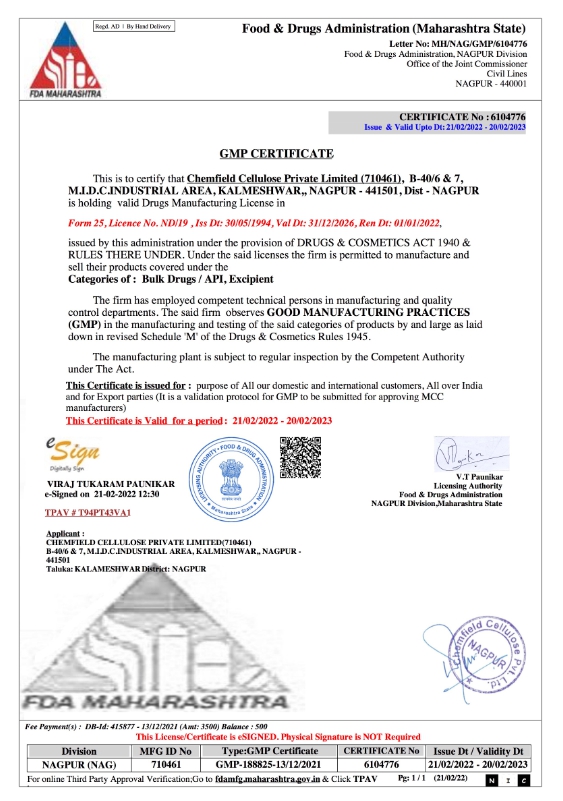 Regd. AD | By Hand Delivery
Food & Drugs Administration (Maharashtra State)
Letter No: MH/NAG/GMP/6104776
Food & Drugs Administration, NAGPUR Division
Office of the Joint Commissioner
Civil Lines
NAGPUR - 440001
FDA MAHARASHTRA
CERTIFICATE No : 6104776
Issue & Valid Upto Dt: 21/02/2022 - 20/02/2023
GMP CERTIFICATE
This is to certify that Chemfield Cellulose Private Limited (710461), B-40/6 & 7,
M.I.D.C.INDUSTRIAL AREA, KALMESHWAR,, NAGPUR - 441501, Dist - NAGPUR
is holding valid Drugs Manufacturing License in
Form 25, Licence No. ND/19 , Iss Dt: 30/05/1994, Val Dt: 31/12/2026, Ren Dt: 01/01/2022,
issued by this administration under the provision of DRUGS & COSMETICS ACT 1940 &
RULES THERE UNDER. Under the said licenses the firm is permitted to manufacture and
sell their products covered under the
Categories of : Bulk Drugs / API, Excipient
The firm has employed competent technical persons in manufacturing and quality
control departments. The said firm observes GOOD MANUFACTURING PRACTICES
(GMP) in the manufacturing and testing of the said categories of products by and large as laid
down in revised Schedule 'M' of the Drugs & Cosmetics Rules 1945.
The manufacturing plant is subject to regular inspection by the Competent Authority
under The Act.
This Certificate is issued for : purpose of All our domestic and international customers, All over India
and for Export parties (It is a validation protocol for GMP to be submitted for approving MCC
manufacturers)
This Certificate is Valid for a period : 21/02/2022 - 20/02/2023
eSign
Digitally Sign
VIRAJ TUKARAM PAUNIKAR
e-Signed on 21-02-2022 12:30
TPAV # T94PT43VA1
LICENSING AUTHORITY • FOOD & DRUG ADMINISTRATION
F.D.A
Maharashtra State
V.T Paunikar
Licensing Authority
Food & Drugs Administration
NAGPUR Division,Maharashtra State
Applicant :
CHEMFIELD CELLULOSE PRIVATE LIMITED(710461)
B-40/6 & 7, M.I.D.C.INDUSTRIAL AREA, KALMESHWAR,, NAGPUR -
441501
Taluka: KALAMESHWAR District: NAGPUR
FDA MAHARASHTRA
Chemfield Cellulose Pvt. Ltd.
NAGPUR
Fee Payment(s) : DB-Id: 415877 - 13/12/2021 (Amt: 3500) Balance : 500
This License/Certificate is eSIGNED. Physical Signature is NOT Required
Division MFG ID No Type:GMP Certificate CERTIFICATE No Issue Dt / Validity Dt
NAGPUR (NAG) 710461 GMP-188825-13/12/2021 6104776 21/02/2022 - 20/02/2023
For online Third Party Approval Verification;Go to fdamfg.maharashtra.gov.in & Click TPAV Pg: 1 / 1 (21/02/22) N I C